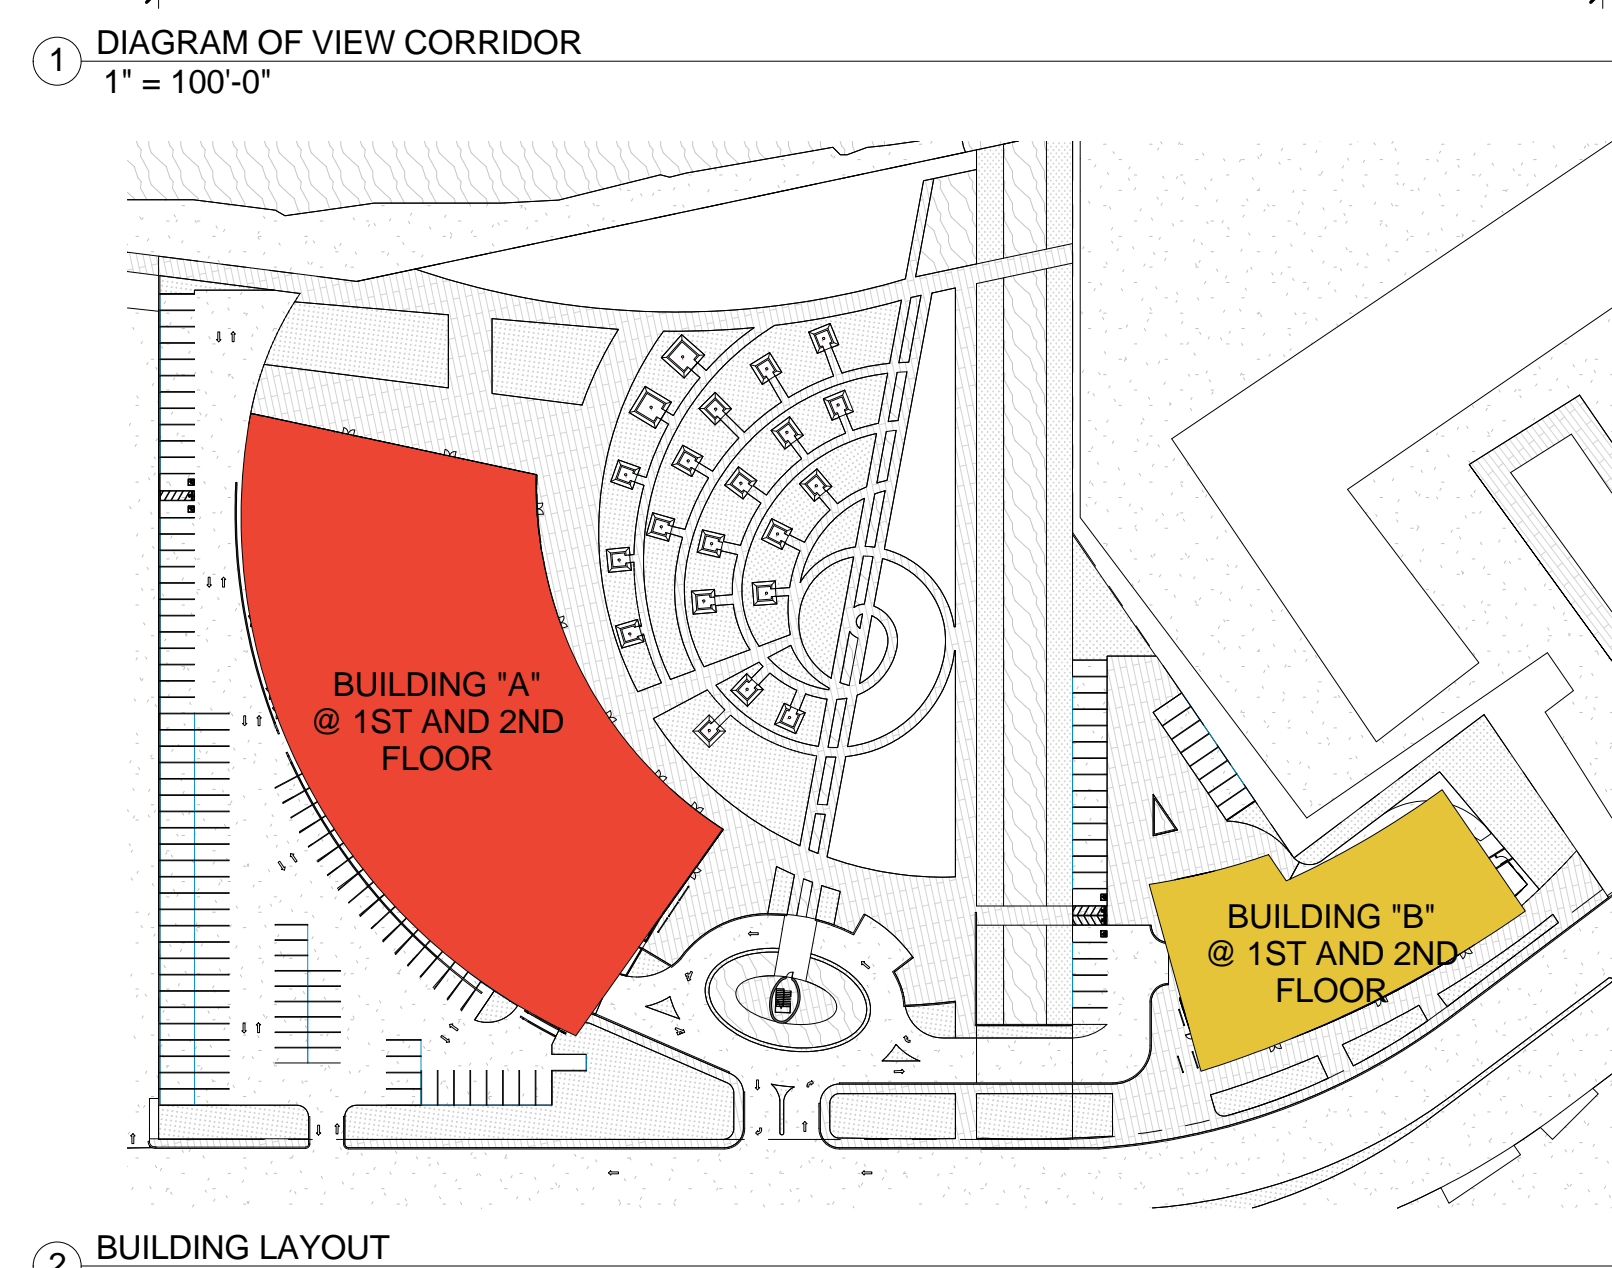 1
DIAGRAM OF VIEW CORRIDOR
1" = 100'-0"
BUILDING "A"
@ 1ST AND 2ND
FLOOR
BUILDING "B"
@ 1ST AND 2ND
FLOOR
2
BUILDING LAYOUT